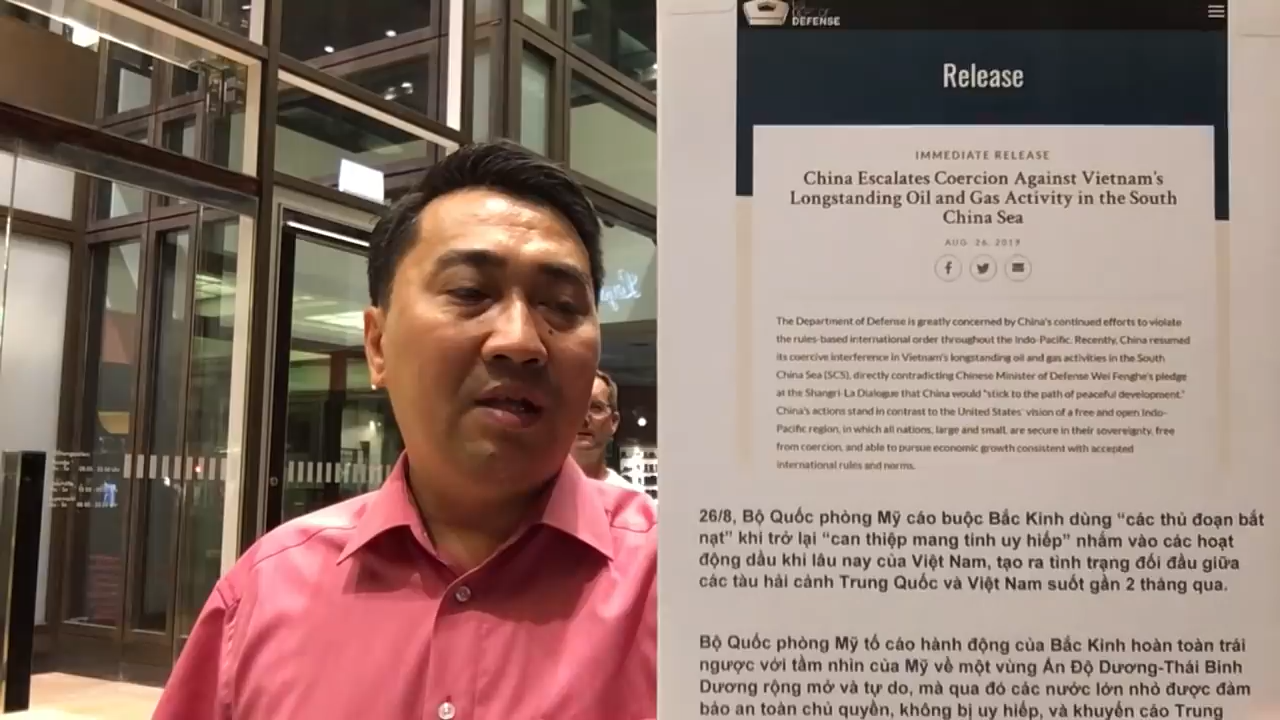 DEFENSE
Release
IMMEDIATE RELEASE
China Escalates Coercion Against Vietnam's
Longstanding Oil and Gas Activity in the South
China Sea
AUG. 26, 2019
The Department of Defense is greatly concerned by China's continued efforts to violate
the rules-based international order throughout the Indo-Pacific. Recently, China resumed
its coercive interference in Vietnam's longstanding oil and gas activities in the South
China Sea (SCS), directly contradicting Chinese Minister of Defense Wei Fenghe's pledge
at the Shangri-La Dialogue that China would "stick to the path of peaceful development."
China's actions stand in contrast to the United States' vision of a free and open Indo-
Pacific region, in which all nations, large and small, are secure in their sovereignty, free
from coercion, and able to pursue economic growth consistent with accepted
international rules and norms.
26/8, Bộ Quốc phòng Mỹ cáo buộc Bắc Kinh dùng “các thủ đoạn bắt
nạt” khi trở lại “can thiệp mang tính uy hiếp” nhắm vào các hoạt
động dầu khí lâu nay của Việt Nam, tạo ra tình trạng đối đầu giữa
các tàu hải cảnh Trung Quốc và Việt Nam suốt gần 2 tháng qua.
Bộ Quốc phòng Mỹ tố cáo hành động của Bắc Kinh hoàn toàn trái
ngược với tầm nhìn của Mỹ về một vùng Ấn Độ Dương-Thái Bình
Dương rộng mở và tự do, mà qua đó các nước lớn nhỏ được đảm
bảo an toàn chủ quyền, không bị uy hiếp, và khuyến cáo Trung